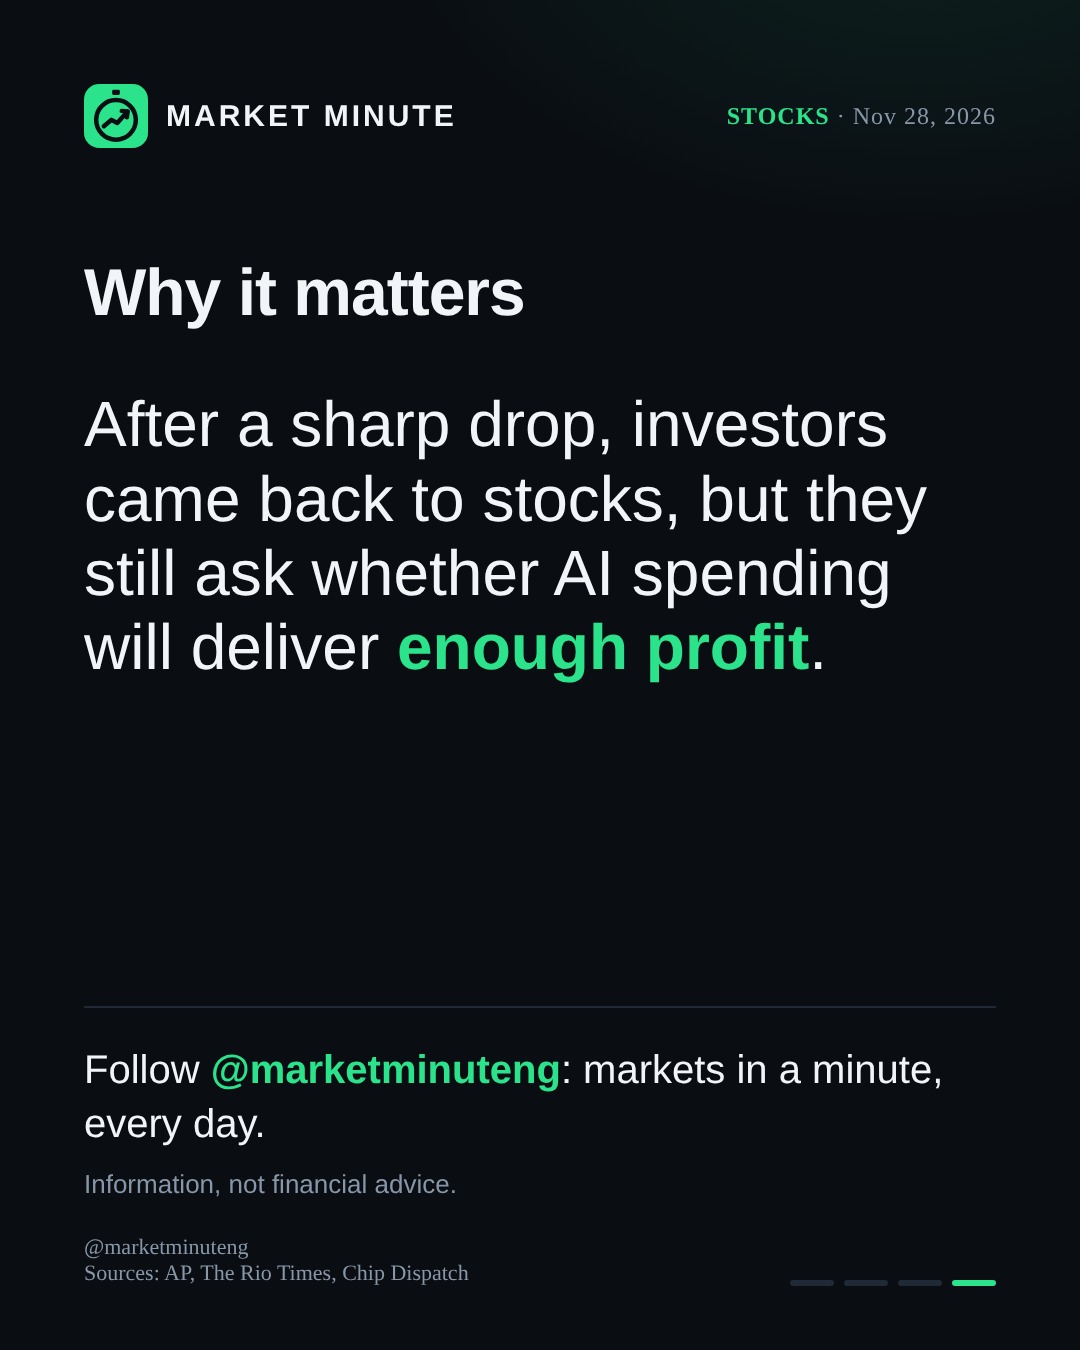 MARKET MINUTE
STOCKS · Nov 28, 2026
Why it matters
After a sharp drop, investors
came back to stocks, but they
still ask whether AI spending
will deliver enough profit.
Follow @marketminuteng: markets in a minute,
every day.
Information, not financial advice.
@marketminuteng
Sources: AP, The Rio Times, Chip Dispatch